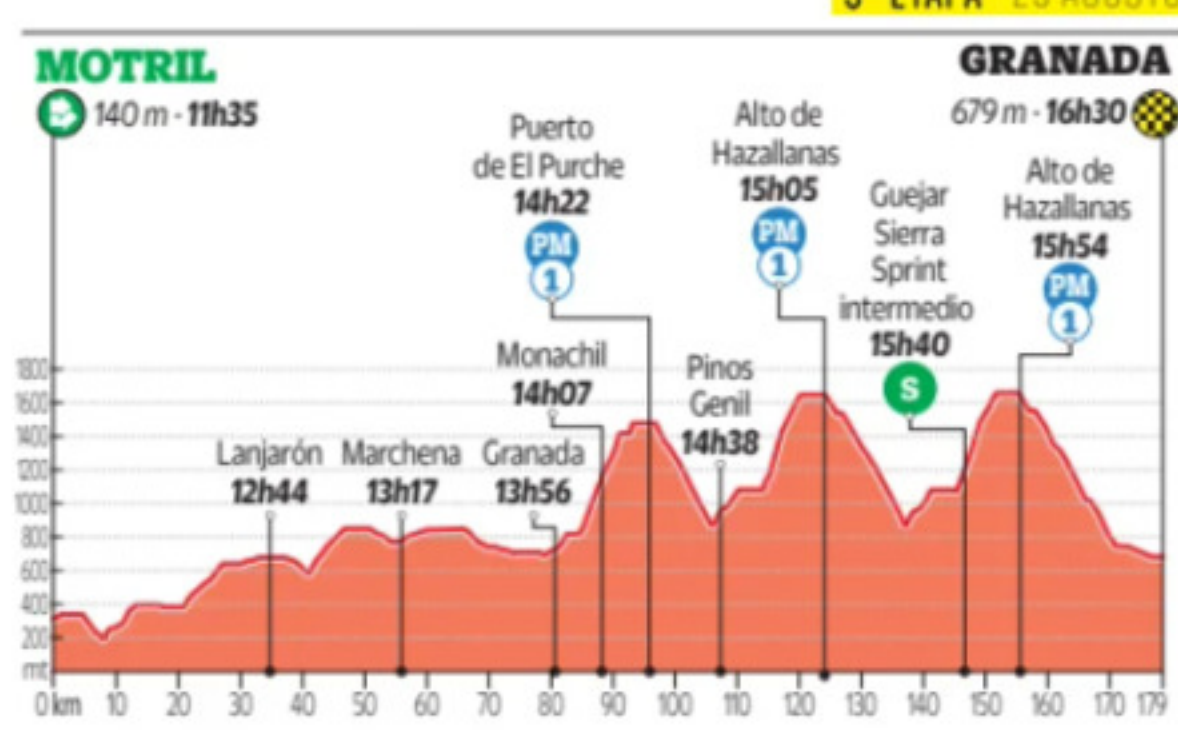 ETAPA
MOTRIL
140 m - 11h35
GRANADA
679 m - 16h30
Puerto
de El Purche
14h22
PM
1
Alto de
Hazallanas
15h05
PM
1
Guejar
Sierra
Sprint
intermedio
15h40
S
Alto de
Hazallanas
15h54
PM
1
Monachil
14h07
Pinos
Genil
14h38
Lanjarón
12h44
Marchena
13h17
Granada
13h56
1800
1600
1400
1200
1000
800
600
400
200
mt
0 km 10 20 30 40 50 60 70 80 90 100 110 120 130 140 150 160 170 179